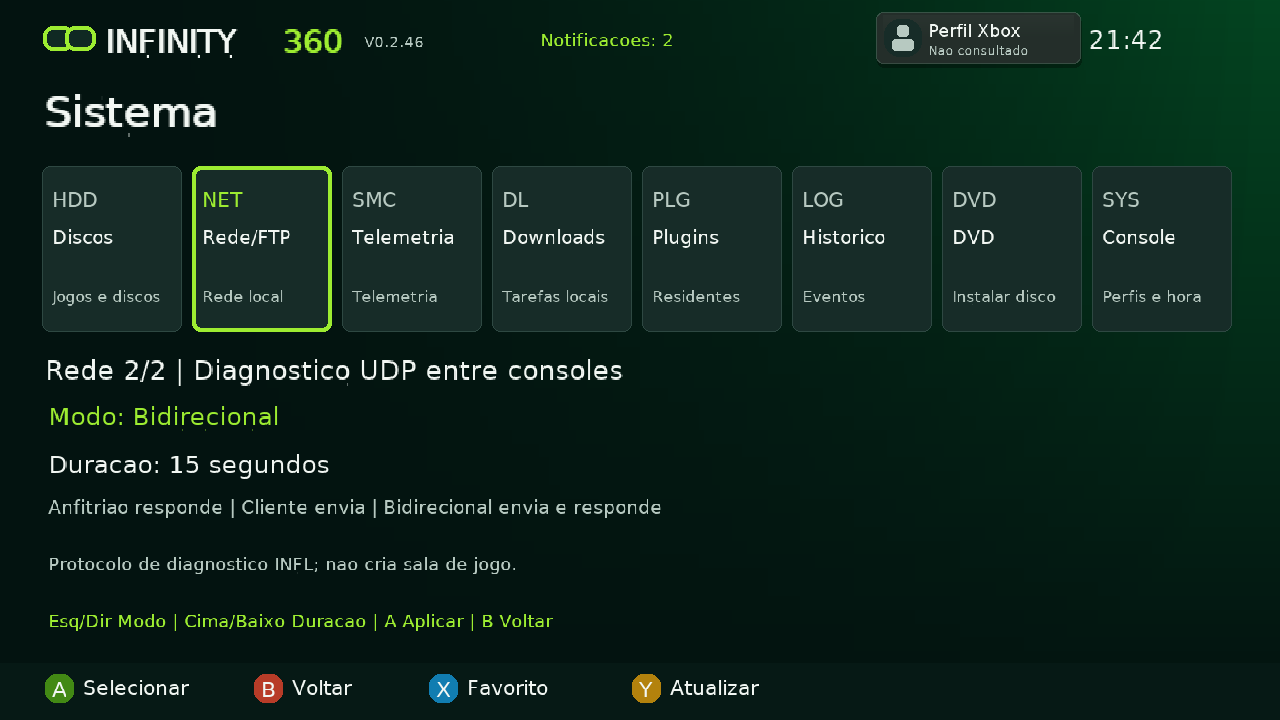 INFINITY 360 V0.2.46 Notificacoes: 2 Perfil Xbox 21:42
Nao consultado
Sistema
HDD NET SMC DL PLG LOG DVD SYS
Discos Rede/FTP Telemetria Downloads Plugins Historico DVD Console
Jogos e discos Rede local Telemetria Tarefas locais Residentes Eventos Instalar disco Perfis e hora
Rede 2/2 | Diagnostico UDP entre consoles
Modo: Bidirecional
Duracao: 15 segundos
Anfitriao responde | Cliente envia | Bidirecional envia e responde
Protocolo de diagnostico INFL; nao cria sala de jogo.
Esq/Dir Modo | Cima/Baixo Duracao | A Aplicar | B Voltar
A Selecionar B Voltar X Favorito Y Atualizar